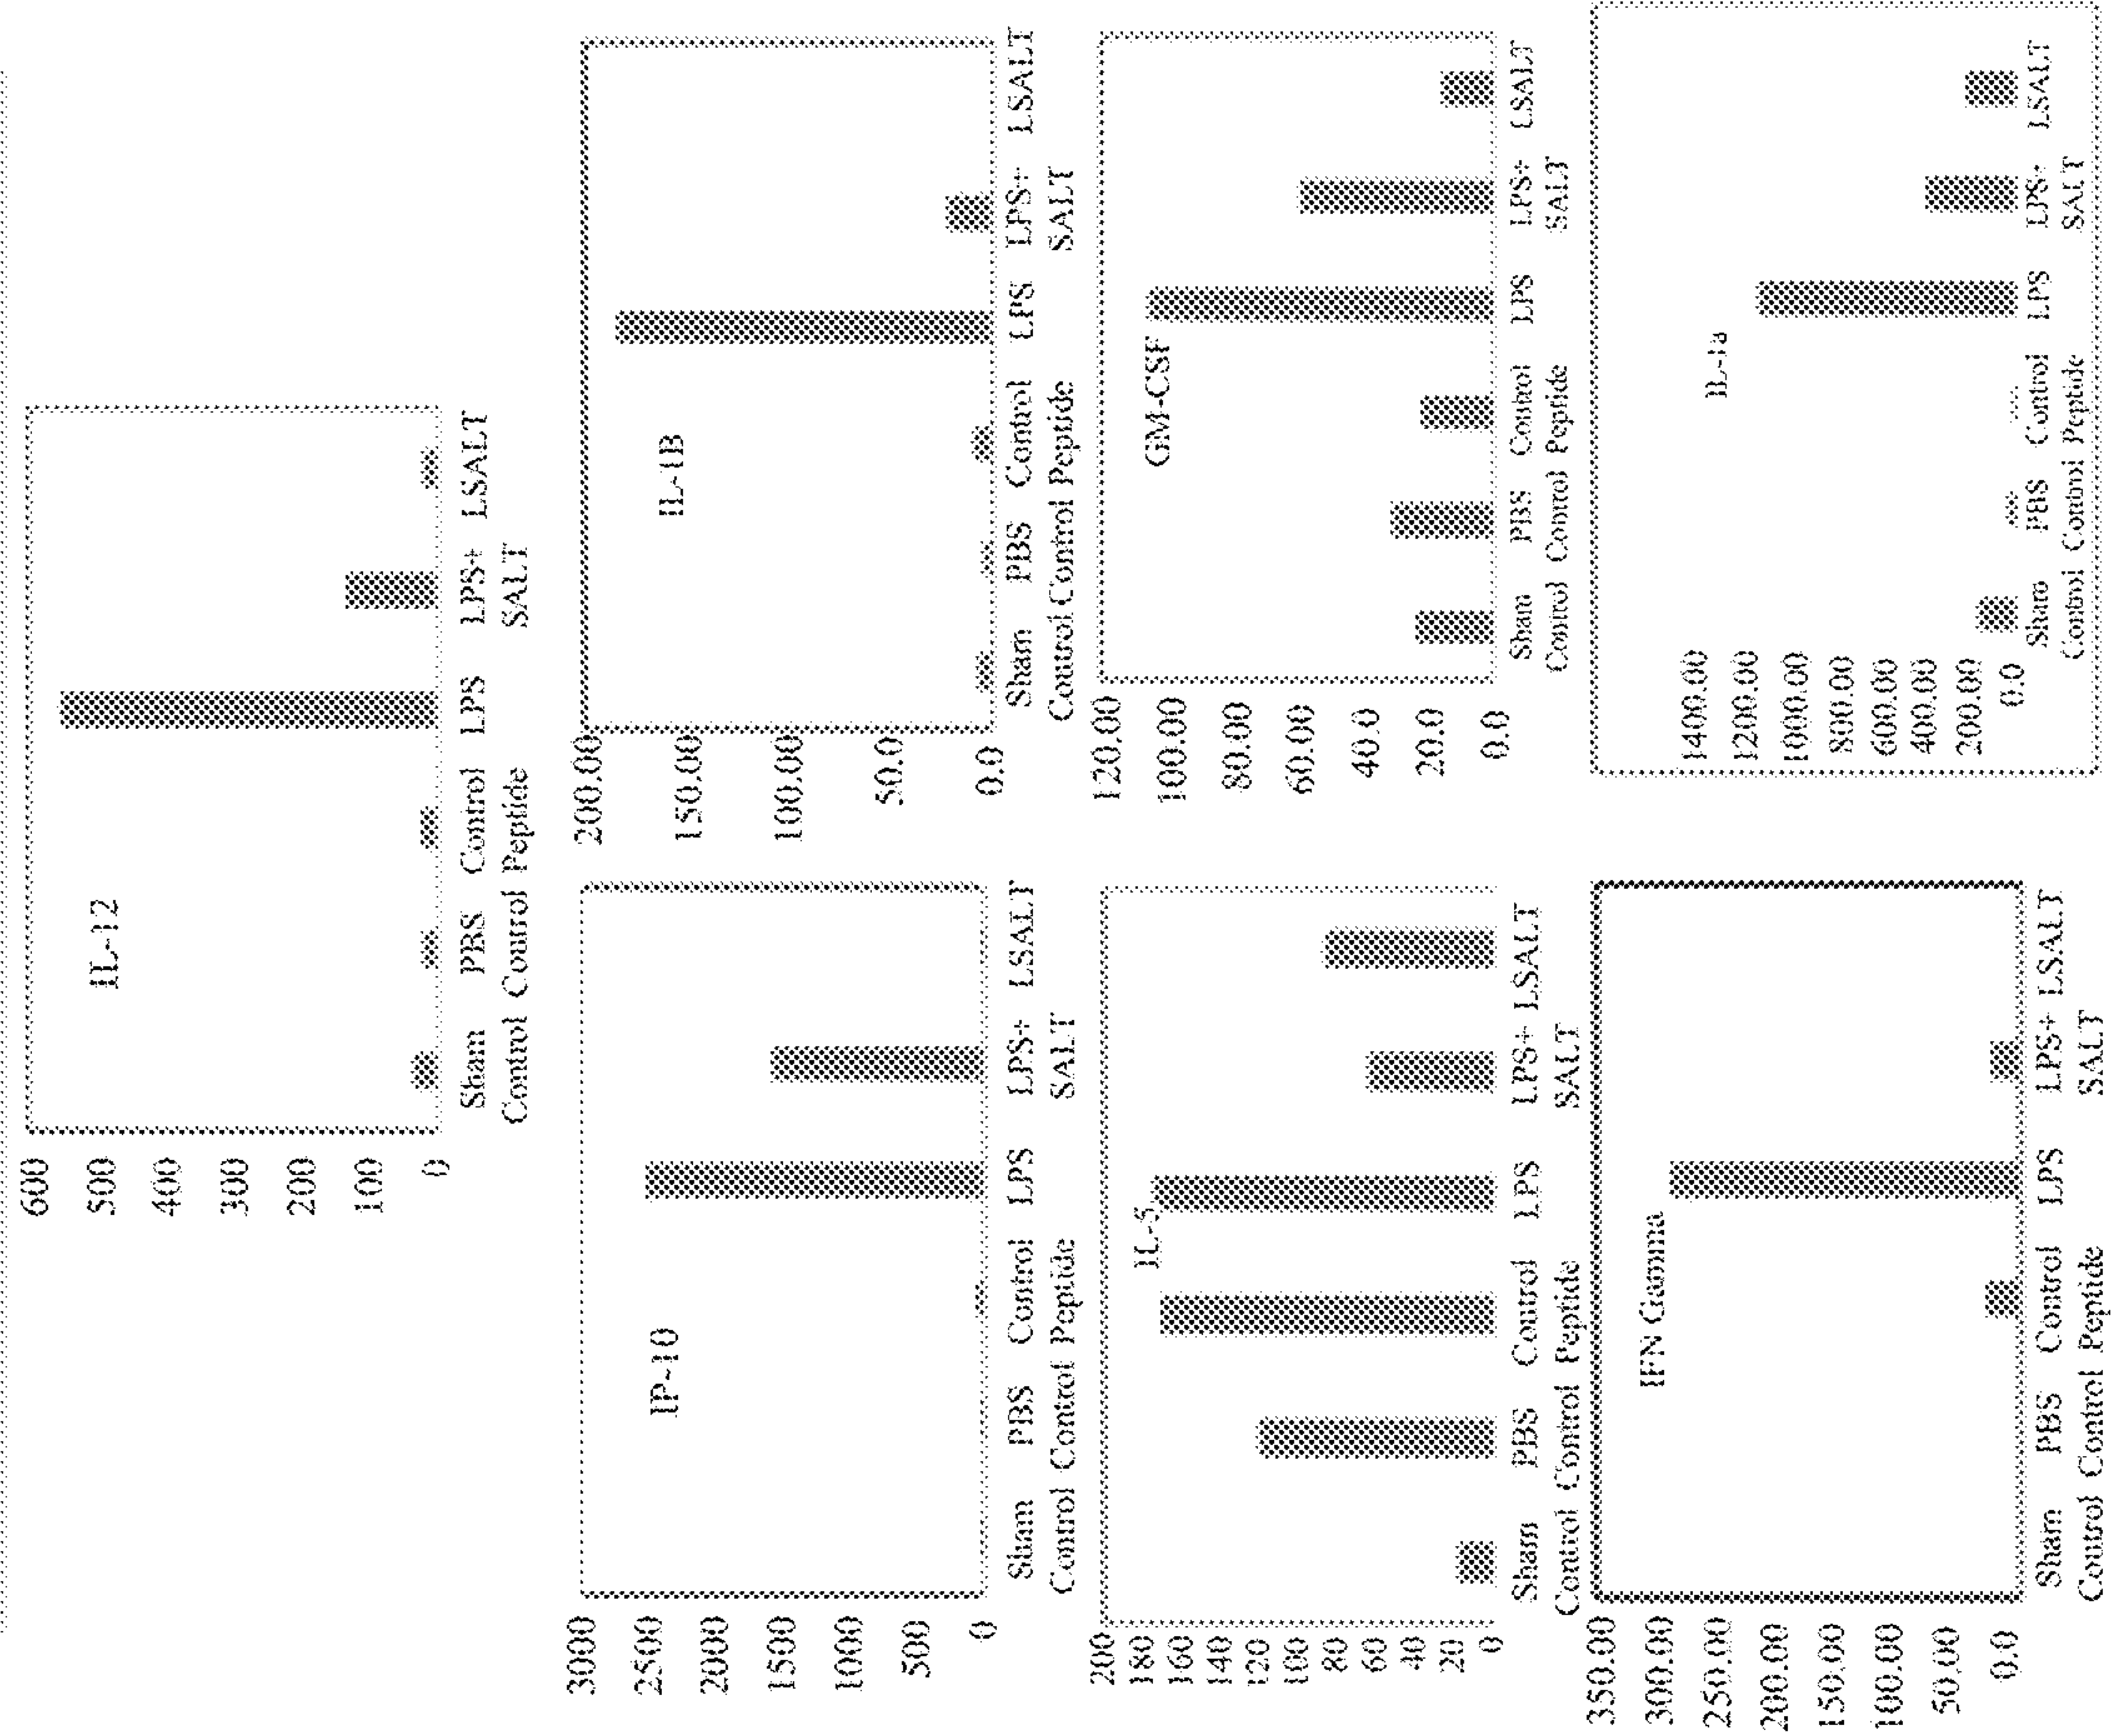 600
IL-12
500
400
300
200
100
0
Sham PBS Control LPS LPS+ LSALT
Control Control Peptide SALT
3000
IP-10
2500
2000
1500
1000
500
0
Sham PBS Control LPS LPS+ LSALT
Control Control Peptide SALT
200.00
IL-1B
150.00
100.00
50.0
0.0
Sham PBS Control LPS LPS+ LSALT
Control Control Peptide SALT
200
IL-5
180
160
140
120
100
80
60
40
20
0
Sham PBS Control LPS LPS+ LSALT
Control Control Peptide SALT
120.00
GM-CSF
100.00
80.00
60.00
40.0
20.0
0.0
Sham PBS Control LPS LPS+ LSALT
Control Control Peptide SALT
350.00
IFN Gamma
300.00
250.00
200.00
150.00
100.00
50.00
0.0
Sham PBS Control LPS LPS+ LSALT
Control Control Peptide SALT
1400.00
IL-1a
1200.00
1000.00
800.00
600.00
400.00
200.00
0.0
Sham PBS Control LPS LPS+ LSALT
Control Control Peptide SALT